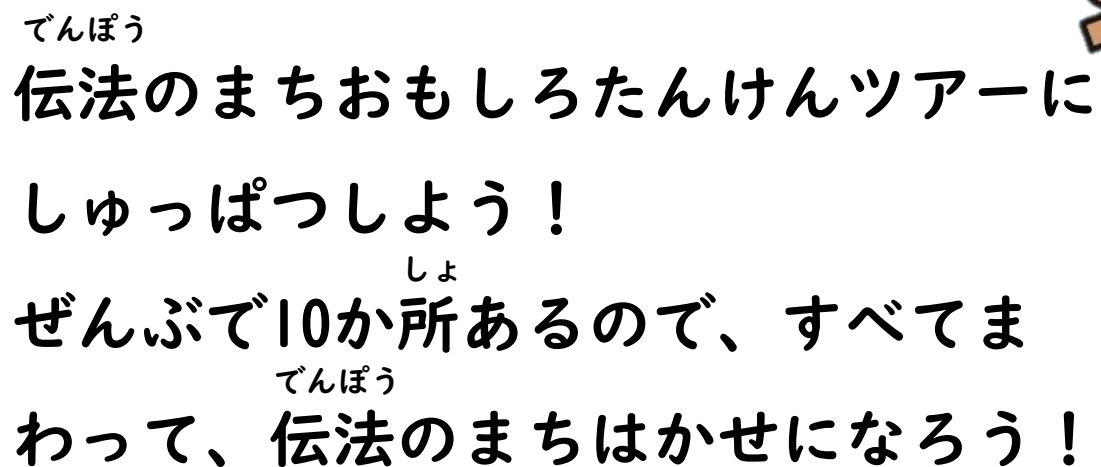 でんぽう
伝法のまちおもしろたんけんツアーに
しゅっぱつしよう！
しょ
ぜんぶで10か所あるので、すべてま
でんぽう
わって、伝法のまちはかせになろう！